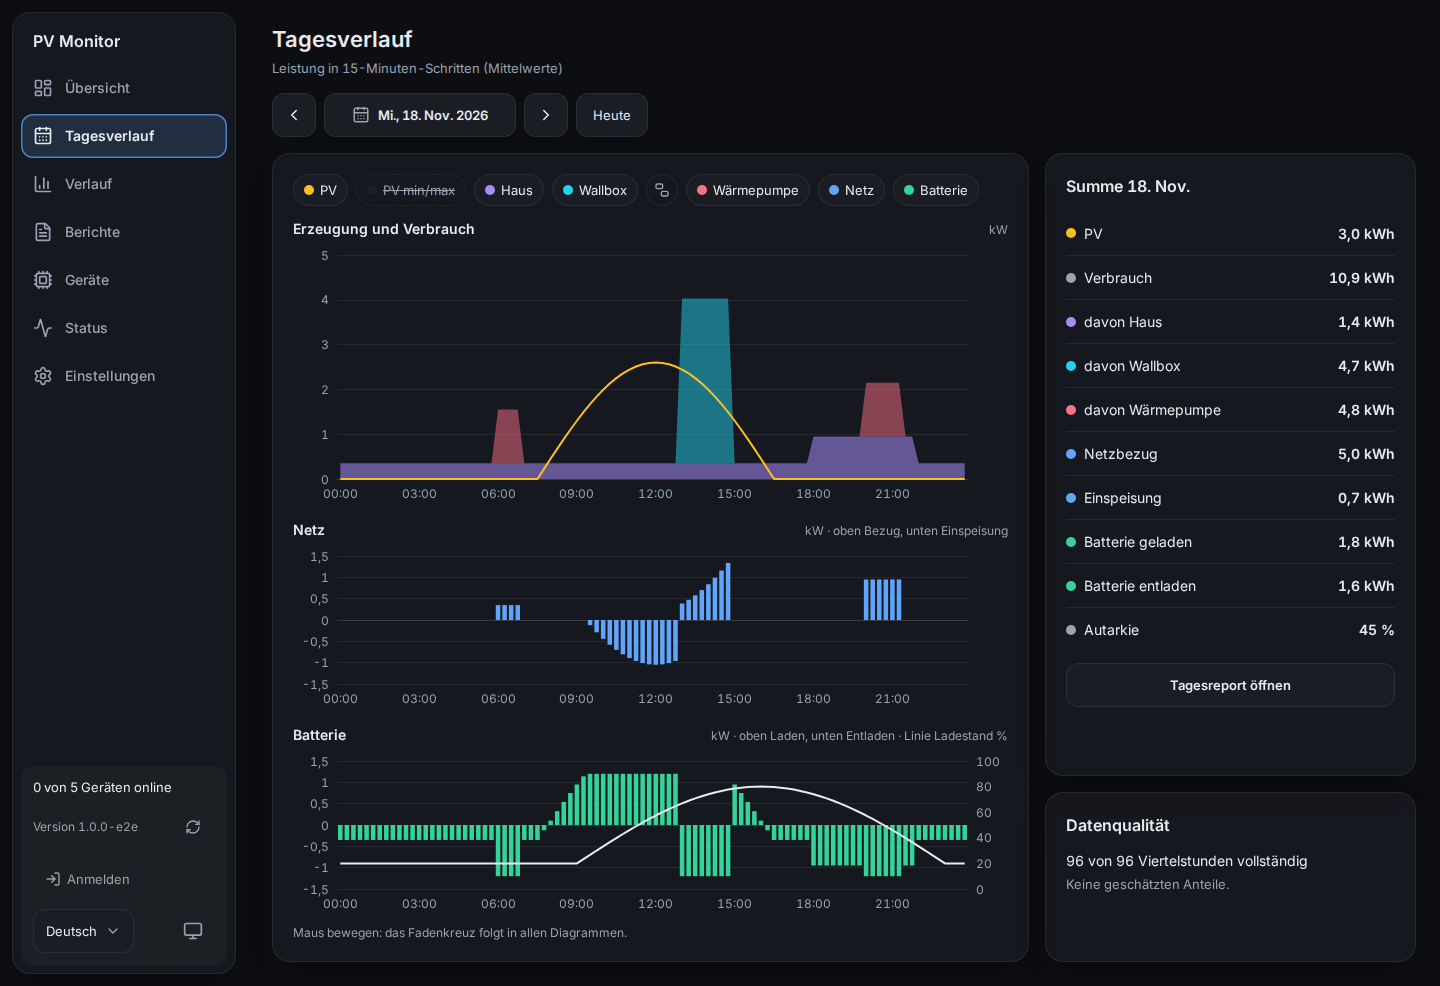 PV Monitor
Übersicht
Tagesverlauf
Verlauf
Berichte
Geräte
Status
Einstellungen
0 von 5 Geräten online
Version 1.0.0-e2e
Anmelden
Deutsch
Tagesverlauf
Leistung in 15-Minuten-Schritten (Mittelwerte)
Mi., 18. Nov. 2026
Heute
PV PV min/max Haus Wallbox Wärmepumpe Netz Batterie
Erzeugung und Verbrauch kW
5
4
3
2
1
0
00:00 03:00 06:00 09:00 12:00 15:00 18:00 21:00
Netz kW · oben Bezug, unten Einspeisung
1,5
1
0,5
0
-0,5
-1
-1,5
00:00 03:00 06:00 09:00 12:00 15:00 18:00 21:00
Batterie kW · oben Laden, unten Entladen · Linie Ladestand %
1,5 100
1 80
0,5 60
0 40
-0,5 20
-1 0
-1,5
00:00 03:00 06:00 09:00 12:00 15:00 18:00 21:00
Maus bewegen: das Fadenkreuz folgt in allen Diagrammen.
Summe 18. Nov.
PV 3,0 kWh
Verbrauch 10,9 kWh
davon Haus 1,4 kWh
davon Wallbox 4,7 kWh
davon Wärmepumpe 4,8 kWh
Netzbezug 5,0 kWh
Einspeisung 0,7 kWh
Batterie geladen 1,8 kWh
Batterie entladen 1,6 kWh
Autarkie 45 %
Tagesreport öffnen
Datenqualität
96 von 96 Viertelstunden vollständig
Keine geschätzten Anteile.